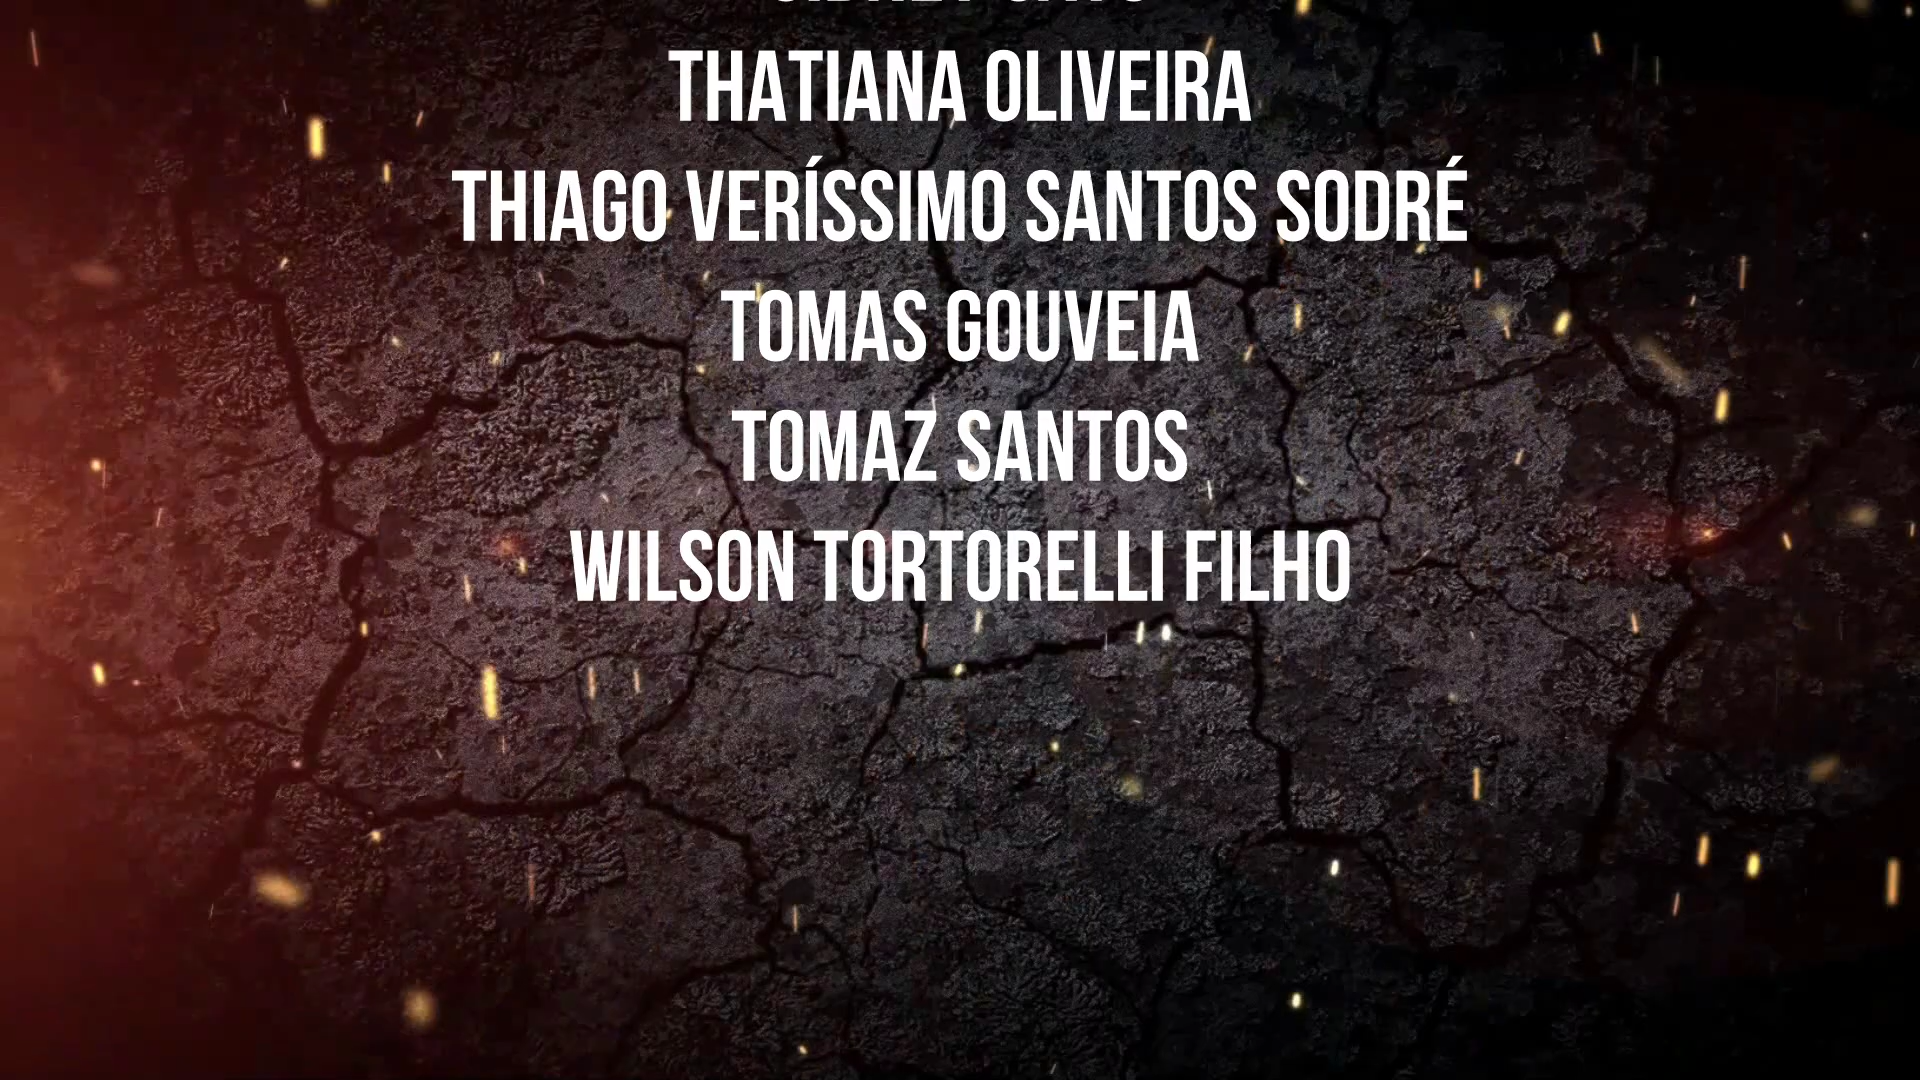 THATIANA OLIVEIRA
THIAGO VERÍSSIMO SANTOS SODRÉ
TOMAS GOUVEIA
TOMAZ SANTOS
WILSON TORTORELLI FILHO